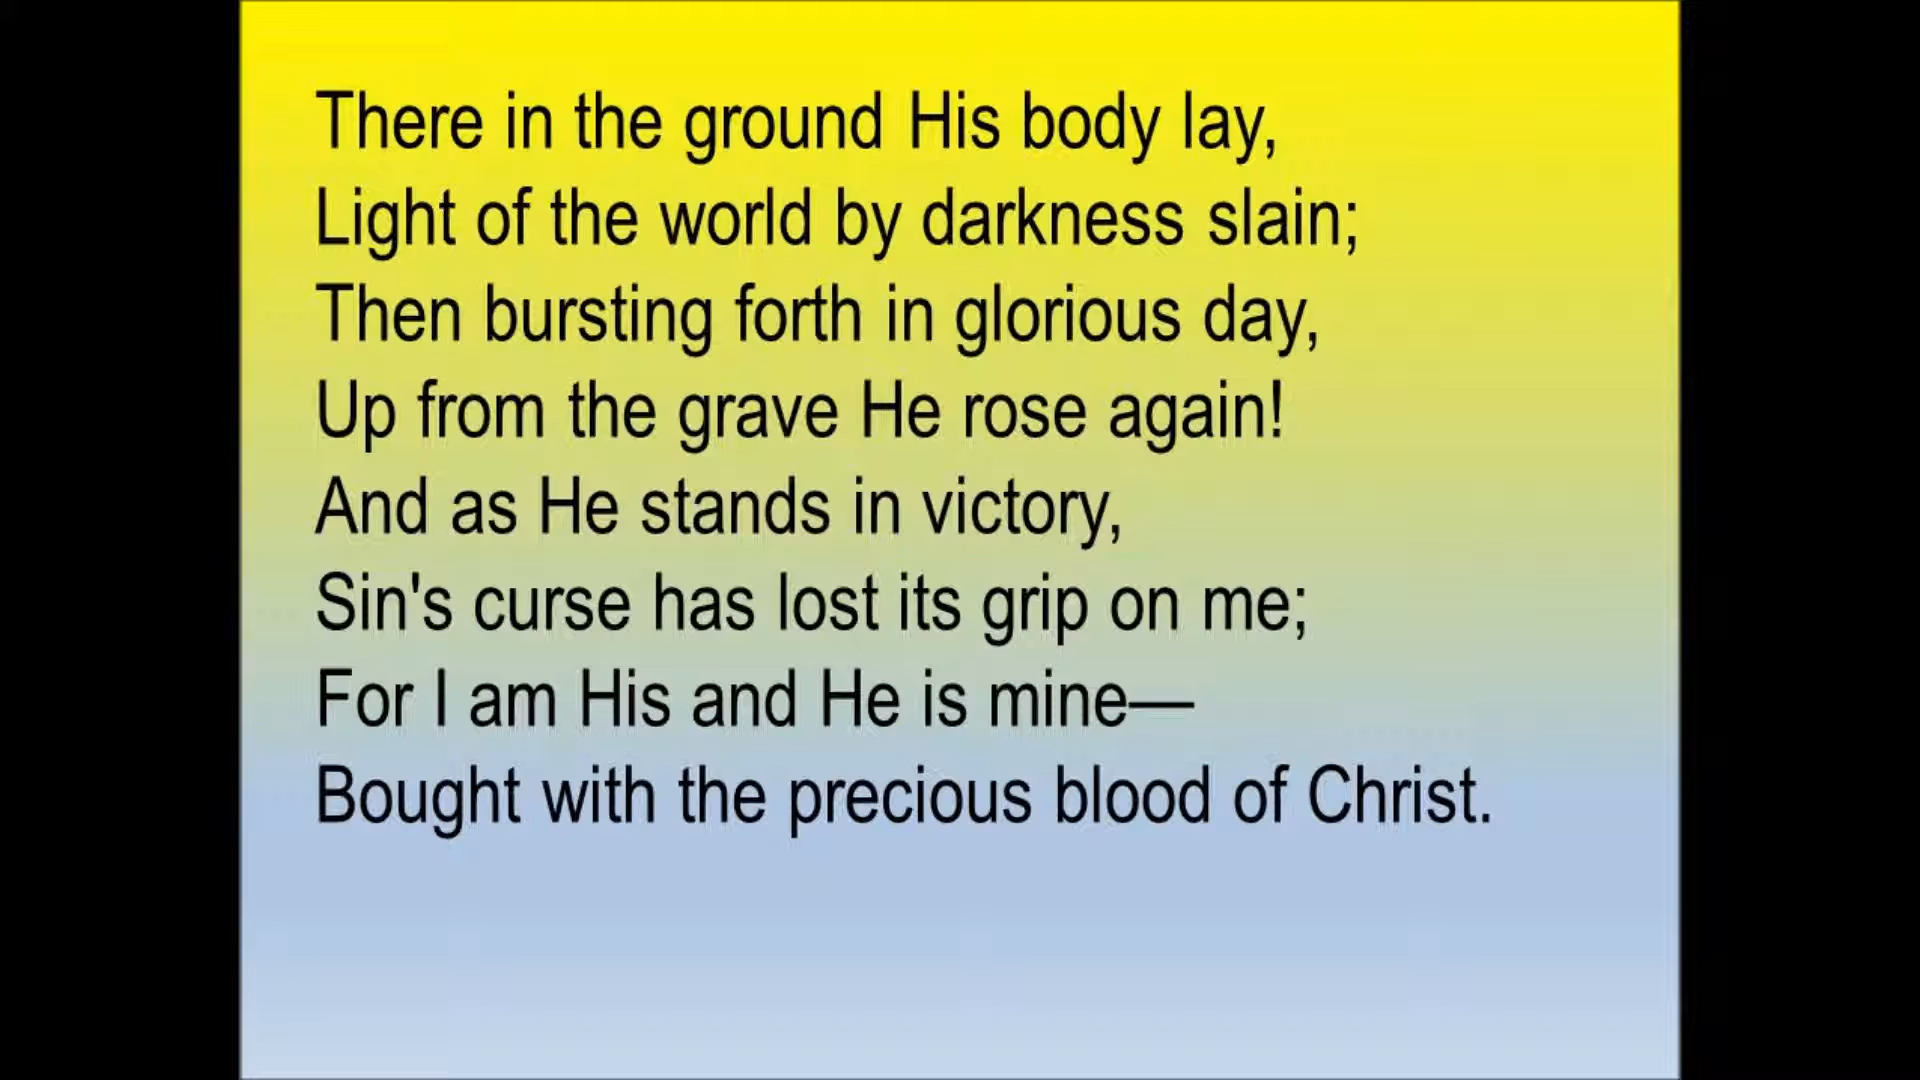 There in the ground His body lay,
Light of the world by darkness slain;
Then bursting forth in glorious day,
Up from the grave He rose again!
And as He stands in victory,
Sin's curse has lost its grip on me;
For I am His and He is mine—
Bought with the precious blood of Christ.